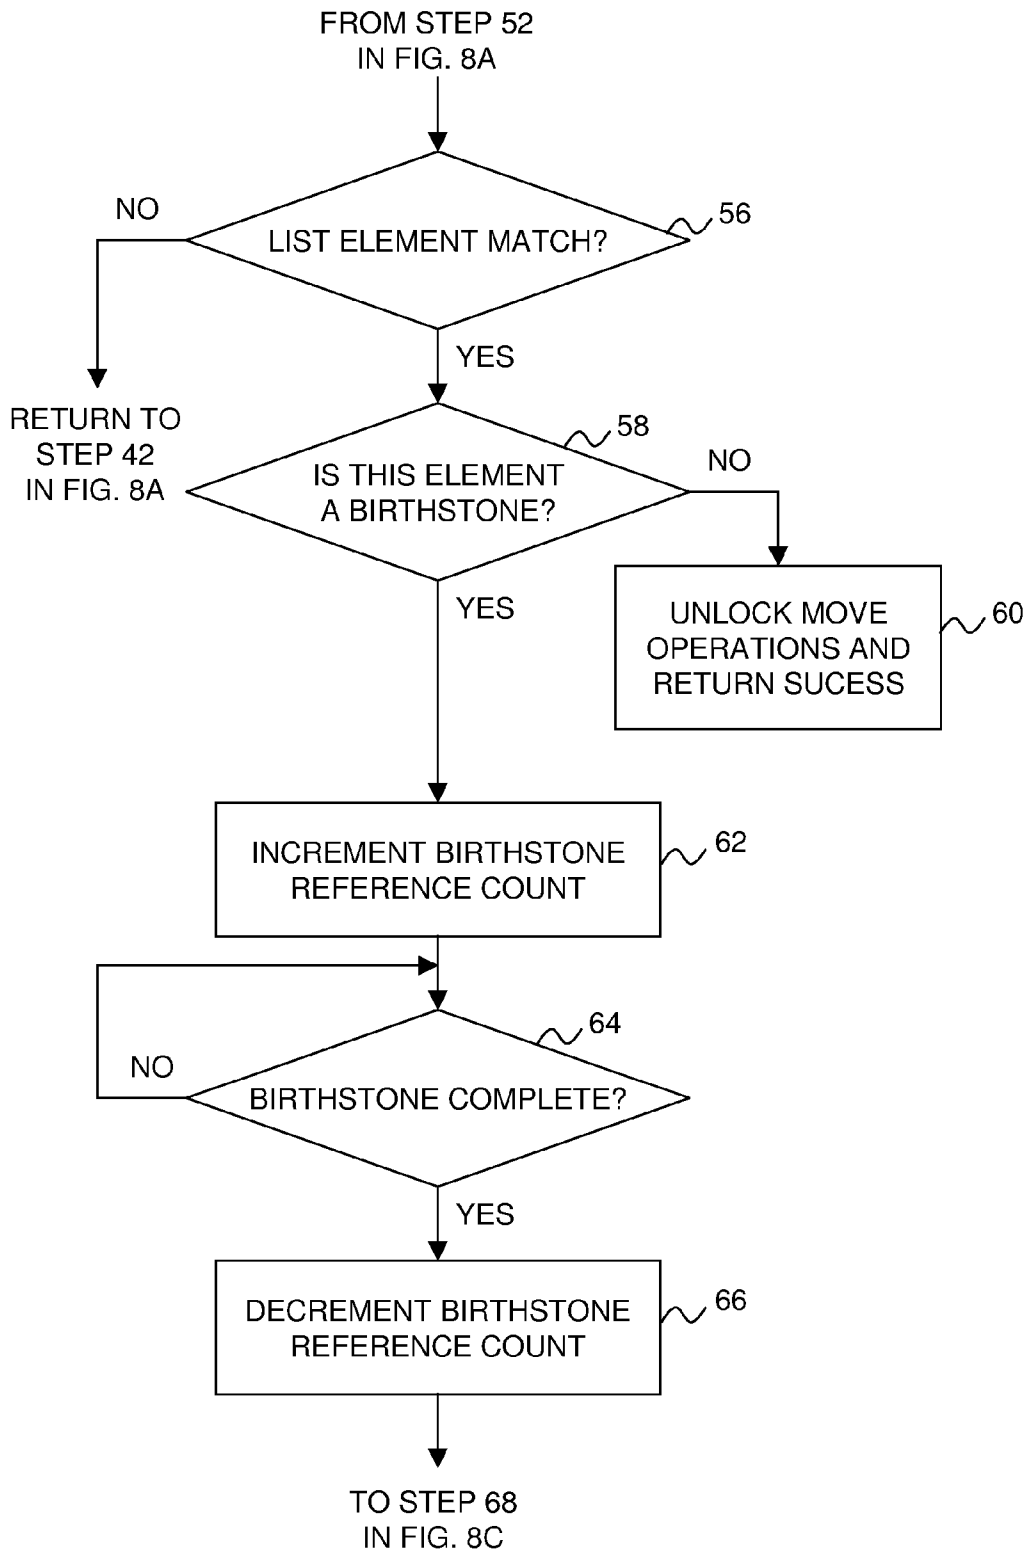 FROM STEP 52
IN FIG. 8A
NO
LIST ELEMENT MATCH?
56
YES
RETURN TO
STEP 42
IN FIG. 8A
58
IS THIS ELEMENT
A BIRTHSTONE?
NO
YES
UNLOCK MOVE
OPERATIONS AND
RETURN SUCESS
60
INCREMENT BIRTHSTONE
REFERENCE COUNT
62
64
NO
BIRTHSTONE COMPLETE?
YES
DECREMENT BIRTHSTONE
REFERENCE COUNT
66
TO STEP 68
IN FIG. 8C